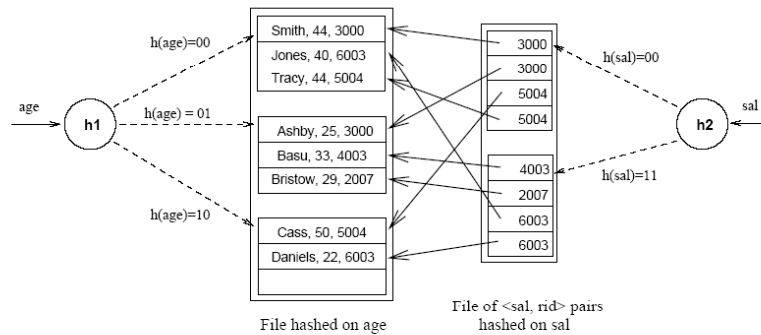 age
h1
h(age)=00
h(age) = 01
h(age)=10
Smith, 44, 3000
Jones, 40, 6003
Tracy, 44, 5004
Ashby, 25, 3000
Basu, 33, 4003
Bristow, 29, 2007
Cass, 50, 5004
Daniels, 22, 6003
File hashed on age
3000
3000
5004
5004
4003
2007
6003
6003
File of <sal, rid> pairs
hashed on sal
h(sal)=00
h(sal)=11
h2
sal